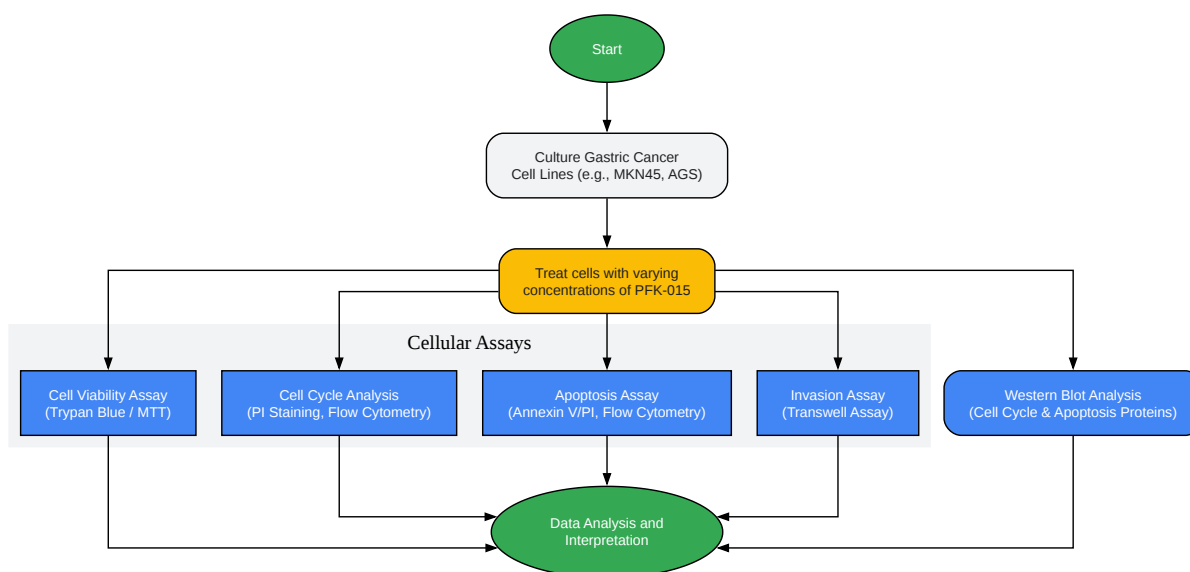 Start
Culture Gastric Cancer
Cell Lines (e.g., MKN45, AGS)
Treat cells with varying
concentrations of PFK-015
Cellular Assays
Cell Viability Assay
(Trypan Blue / MTT)
Cell Cycle Analysis
(PI Staining, Flow Cytometry)
Apoptosis Assay
(Annexin V/PI, Flow Cytometry)
Invasion Assay
(Transwell Assay)
Western Blot Analysis
(Cell Cycle & Apoptosis Proteins)
Data Analysis and
Interpretation